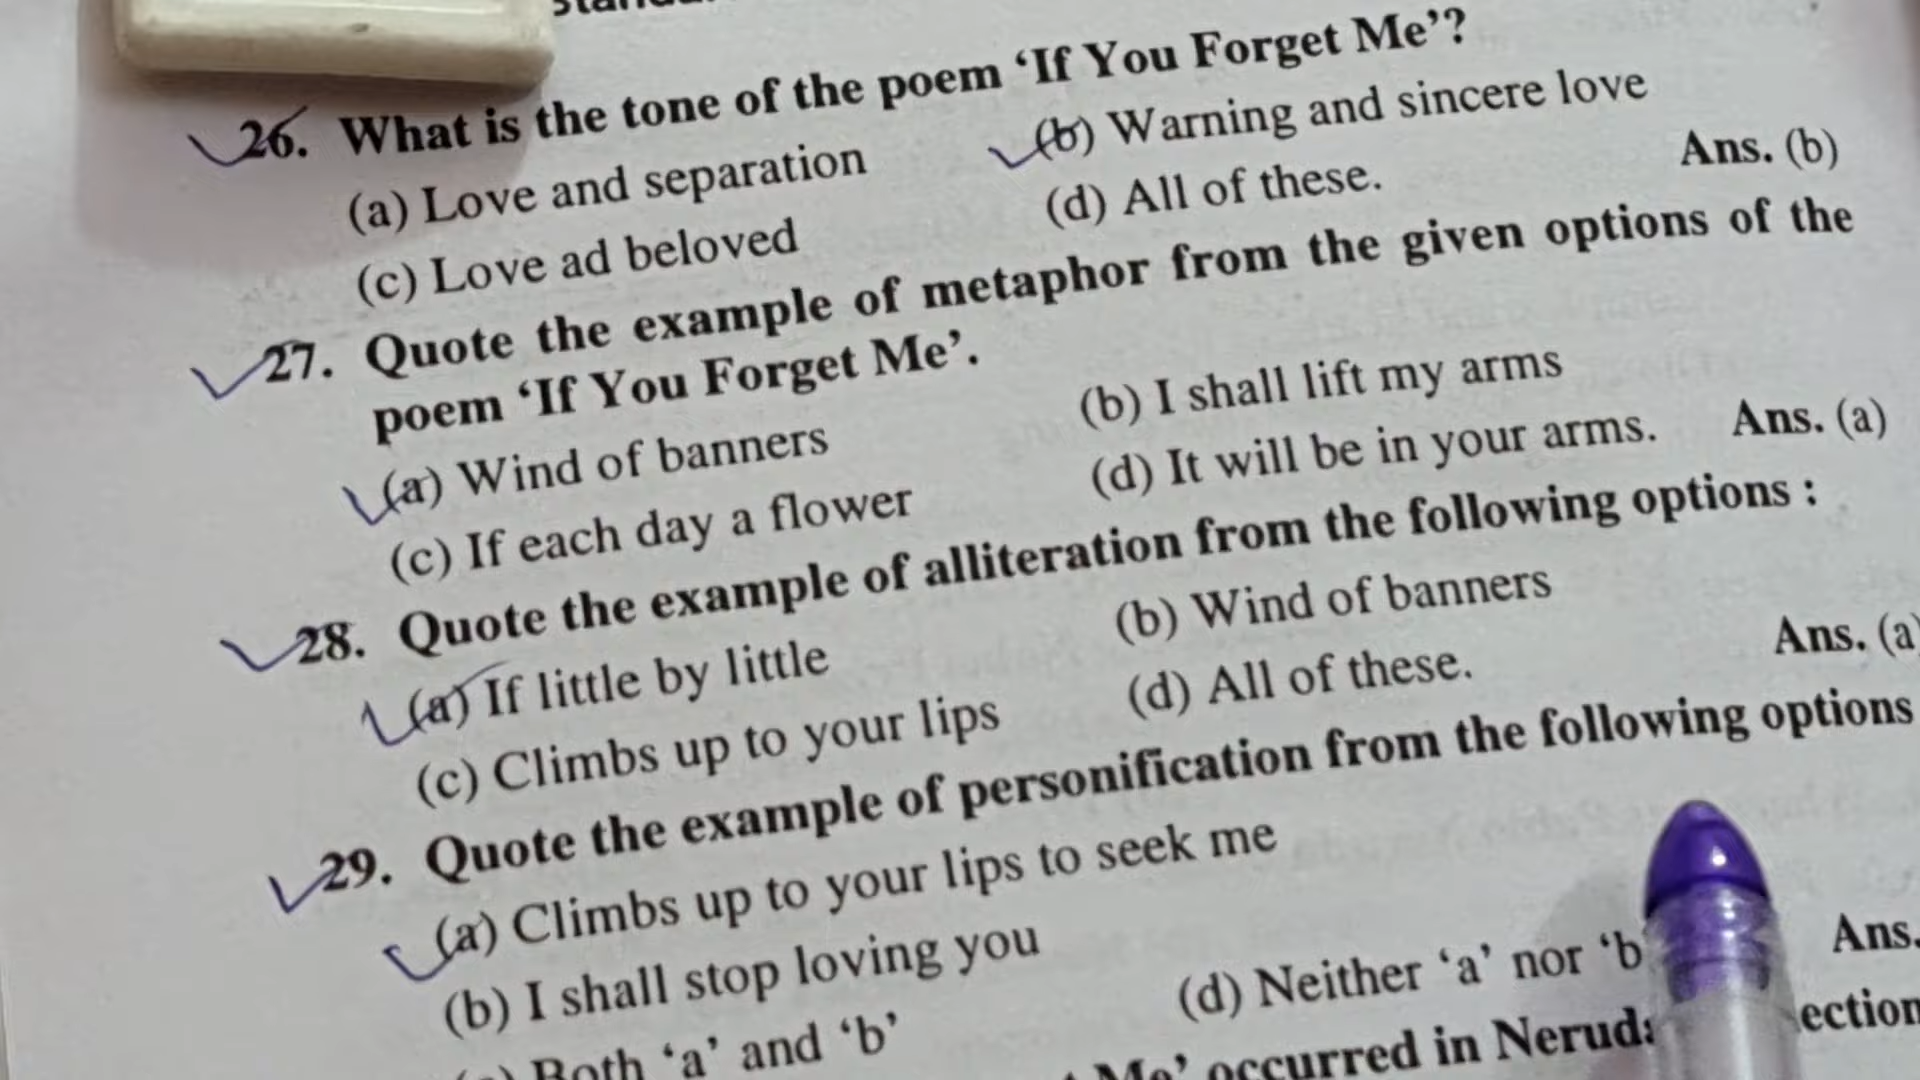 26. What is the tone of the poem ‘If You Forget Me’?
(a) Love and separation (b) Warning and sincere love
(c) Love ad beloved (d) All of these. Ans. (b)
27. Quote the example of metaphor from the given options of the
poem ‘If You Forget Me’.
(a) Wind of banners (b) I shall lift my arms
(c) If each day a flower (d) It will be in your arms. Ans. (a)
28. Quote the example of alliteration from the following options :
(a) If little by little (b) Wind of banners
(c) Climbs up to your lips (d) All of these. Ans. (a)
29. Quote the example of personification from the following options
(a) Climbs up to your lips to seek me
(b) I shall stop loving you
Both ‘a’ and ‘b’ (d) Neither ‘a’ nor ‘b Ans.
Me’ occurred in Neruda ection